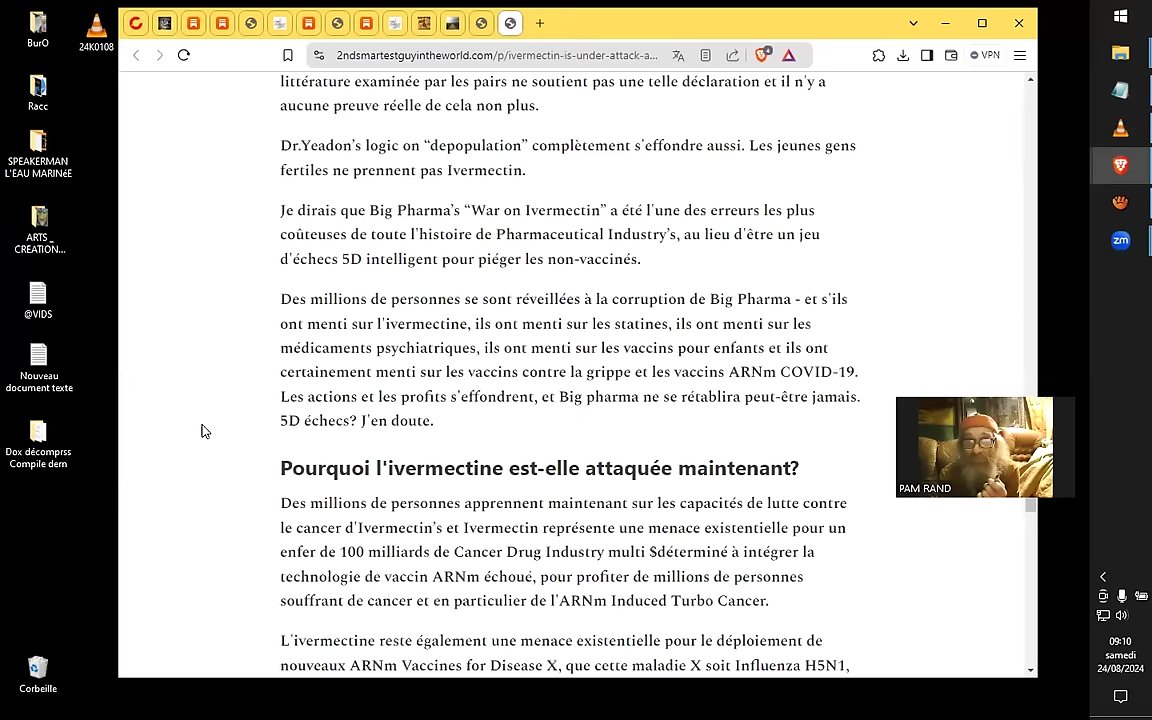 BurO
24K0108
Racc
SPEAKERMAN
L'EAU MARINéE
ARTS _
CREATION...
@VIDS
Nouveau
document texte
Dox décomprss
Compile dern
Corbeille
2ndsmartestguyintheworld.com/p/ivermectin-is-under-attack-a...
4
VPN
littérature examinée par les pairs ne soutient pas une telle déclaration et il n'y a
aucune preuve réelle de cela non plus.
Dr.Yeadon's logic on “depopulation” complètement s'effondre aussi. Les jeunes gens
fertiles ne prennent pas Ivermectin.
Je dirais que Big Pharma's “War on Ivermectin” a été l'une des erreurs les plus
coûteuses de toute l'histoire de Pharmaceutical Industry's, au lieu d'être un jeu
d'échecs 5D intelligent pour piéger les non-vaccinés.
Des millions de personnes se sont réveillées à la corruption de Big Pharma - et s'ils
ont menti sur l'ivermectine, ils ont menti sur les statines, ils ont menti sur les
médicaments psychiatriques, ils ont menti sur les vaccins pour enfants et ils ont
certainement menti sur les vaccins contre la grippe et les vaccins ARNm COVID-19.
Les actions et les profits s'effondrent, et Big pharma ne se rétablira peut-être jamais.
5D échecs? J'en doute.
Pourquoi l'ivermectine est-elle attaquée maintenant?
Des millions de personnes apprennent maintenant sur les capacités de lutte contre
le cancer d'Ivermectin's et Ivermectin représente une menace existentielle pour un
enfer de 100 milliards de Cancer Drug Industry multi $déterminé à intégrer la
technologie de vaccin ARNm échoué, pour profiter de millions de personnes
souffrant de cancer et en particulier de l'ARNm Induced Turbo Cancer.
L'ivermectine reste également une menace existentielle pour le déploiement de
nouveaux ARNm Vaccines for Disease X, que cette maladie X soit Influenza H5N1,
PAM RAND
zm
09:10
samedi
24/08/2024